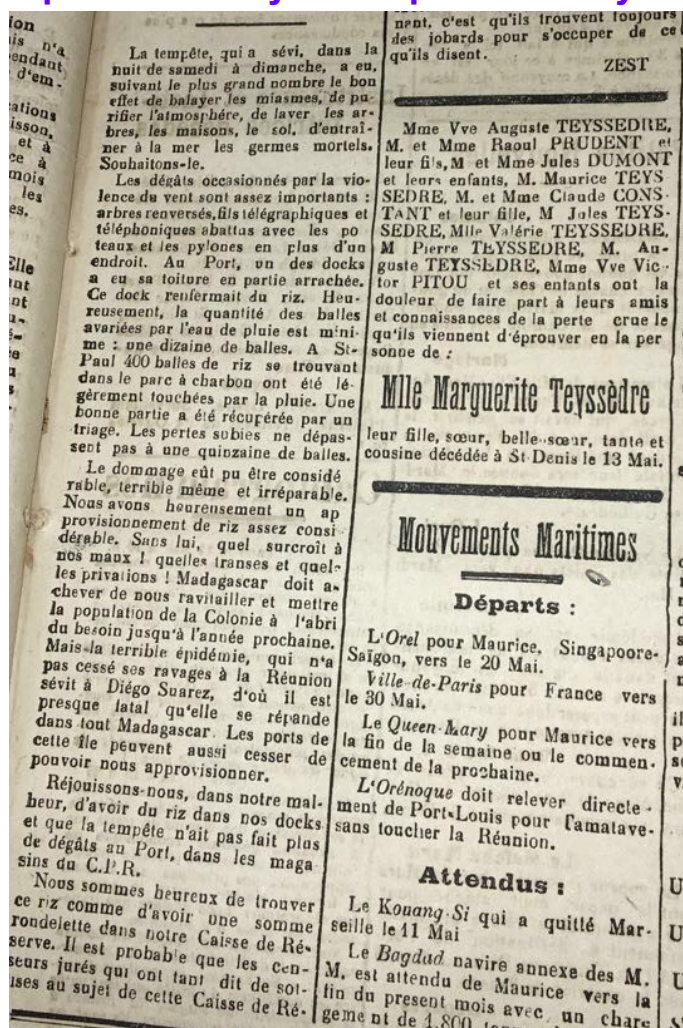 La tempête, qui a sévi, dans la
nuit de samedi à dimanche, a eu,
suivant le plus grand nombre le bon
effet de balayer les miasmes, de pu-
rifier l'atmosphére, de laver les ar-
bres, les maisons, le sol, d'entraî-
ner à la mer les germes mortels.
Souhaitons-le.
Les dégâts occasionnés par la vio-
lence du vent sont assez importants :
arbres renversés, fils télégraphiques et
téléphoniques abattus avec les po
teaux et les pylones en plus d'un
endroit. Au Port, un des docks
a eu sa toiture en partie arrachée.
Ce dock renfermait du riz. Heu-
reusement, la quantité des balles
avariées par l'eau de pluie est mini-
me : une dizaine de balles. A St-
Paul 400 balles de riz se trouvant
dans le parc à charbon ont été lé-
gèrement touchées par la pluie. Une
bonne partie a été récupérée par un
triage. Les pertes subies ne dépas-
sent pas à une quinzaine de balles.
Le dommage eût pu être considé
rable, terrible même et irréparable.
Nous avons heureusement un ap
provisionnement de riz assez consi
dérable. Sans lui, quel surcroît à
nos maux ! quelles transes et quel-
les privations ! Madagascar doit a-
chever de nous ravitailler et mettre
la population de la Colonie à l'abri
du besoin jusqu'à l'année prochaine.
Mais la terrible épidémie, qui n'a
pas cessé ses ravages à la Réunion
sévit à Diégo Suarez, d'où il est
presque fatal qu'elle se répande
dans tout Madagascar. Les ports de
cette île peuvent aussi cesser de
pouvoir nous approvisionner.
Réjouissons-nous, dans notre mal-
heur, d'avoir du riz dans nos docks
et que la tempête n'ait pas fait plus
de dégâts au Port, dans les maga
sins du C.P.R.
Nous sommes heureux de trouver
ce riz comme d'avoir une somme
rondelette dans notre Caisse de Ré-
serve. Il est probable que les cen-
seurs jurés qui ont tant dit de sot-
ises au sujet de cette Caisse de Ré-
nent, c'est qu'ils trouvent toujours
des jobards pour s'occuper de ce
qu'ils disent.
ZEST
Mme Vve Auguste TEYSSEDRE,
M. et Mme Raoul PRUDENT et
leur fils, M et Mme Jules DUMONT
et leurs enfants, M. Maurice TEYS
SEDRE, M. et Mme Claude CONS-
TANT et leur fille, M Jules TEYS-
SEDRE, Mlle Valérie TEYSSEDRE,
M Pierre TEYSSEDRE, M. Au-
guste TEYSSEDRE, Mme Vve Vic-
tor PITOU et ses enfants ont la
douleur de faire part à leurs amis
et connaissances de la perte crue le
qu'ils viennent d'éprouver en la per
sonne de :
Mlle Marguerite Teyssèdre
leur fille, sœur, belle-sœur, tante et
cousine décédée à St-Denis le 13 Mai.
Mouvements Maritimes
Départs :
L'Orel pour Maurice, Singapoore-
Saïgon, vers le 20 Mai.
Ville-de-Paris pour France vers
le 30 Mai.
Le Queen-Mary pour Maurice vers
la fin de la semaine ou le commen-
cement de la prochaine.
L'Orénoque doit relever directe-
ment de Port-Louis pour Tamatave-
sans toucher la Réunion.
Attendus :
Le Kouang-Si qui a quitté Mar-
seille le 11 Mai
Le Bagdad navire annexe des M.
M. est attendu de Maurice vers la
fin du présent mois avec un char-
gement de 1.800